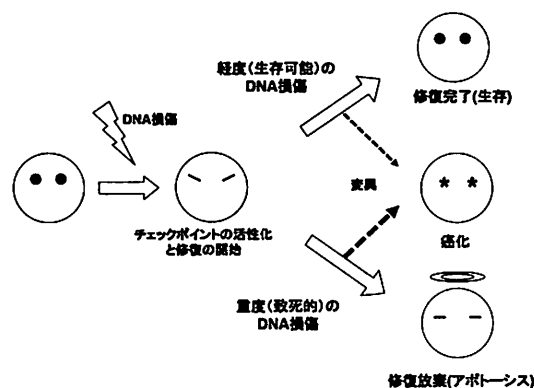 経度(生存可能)の
DNA損傷
修復完了(生存)
DNA損傷
変異
チェックポイントの活性化
と修復の開始
癌化
重度(致死的)の
DNA損傷
修復放棄(アポトーシス)